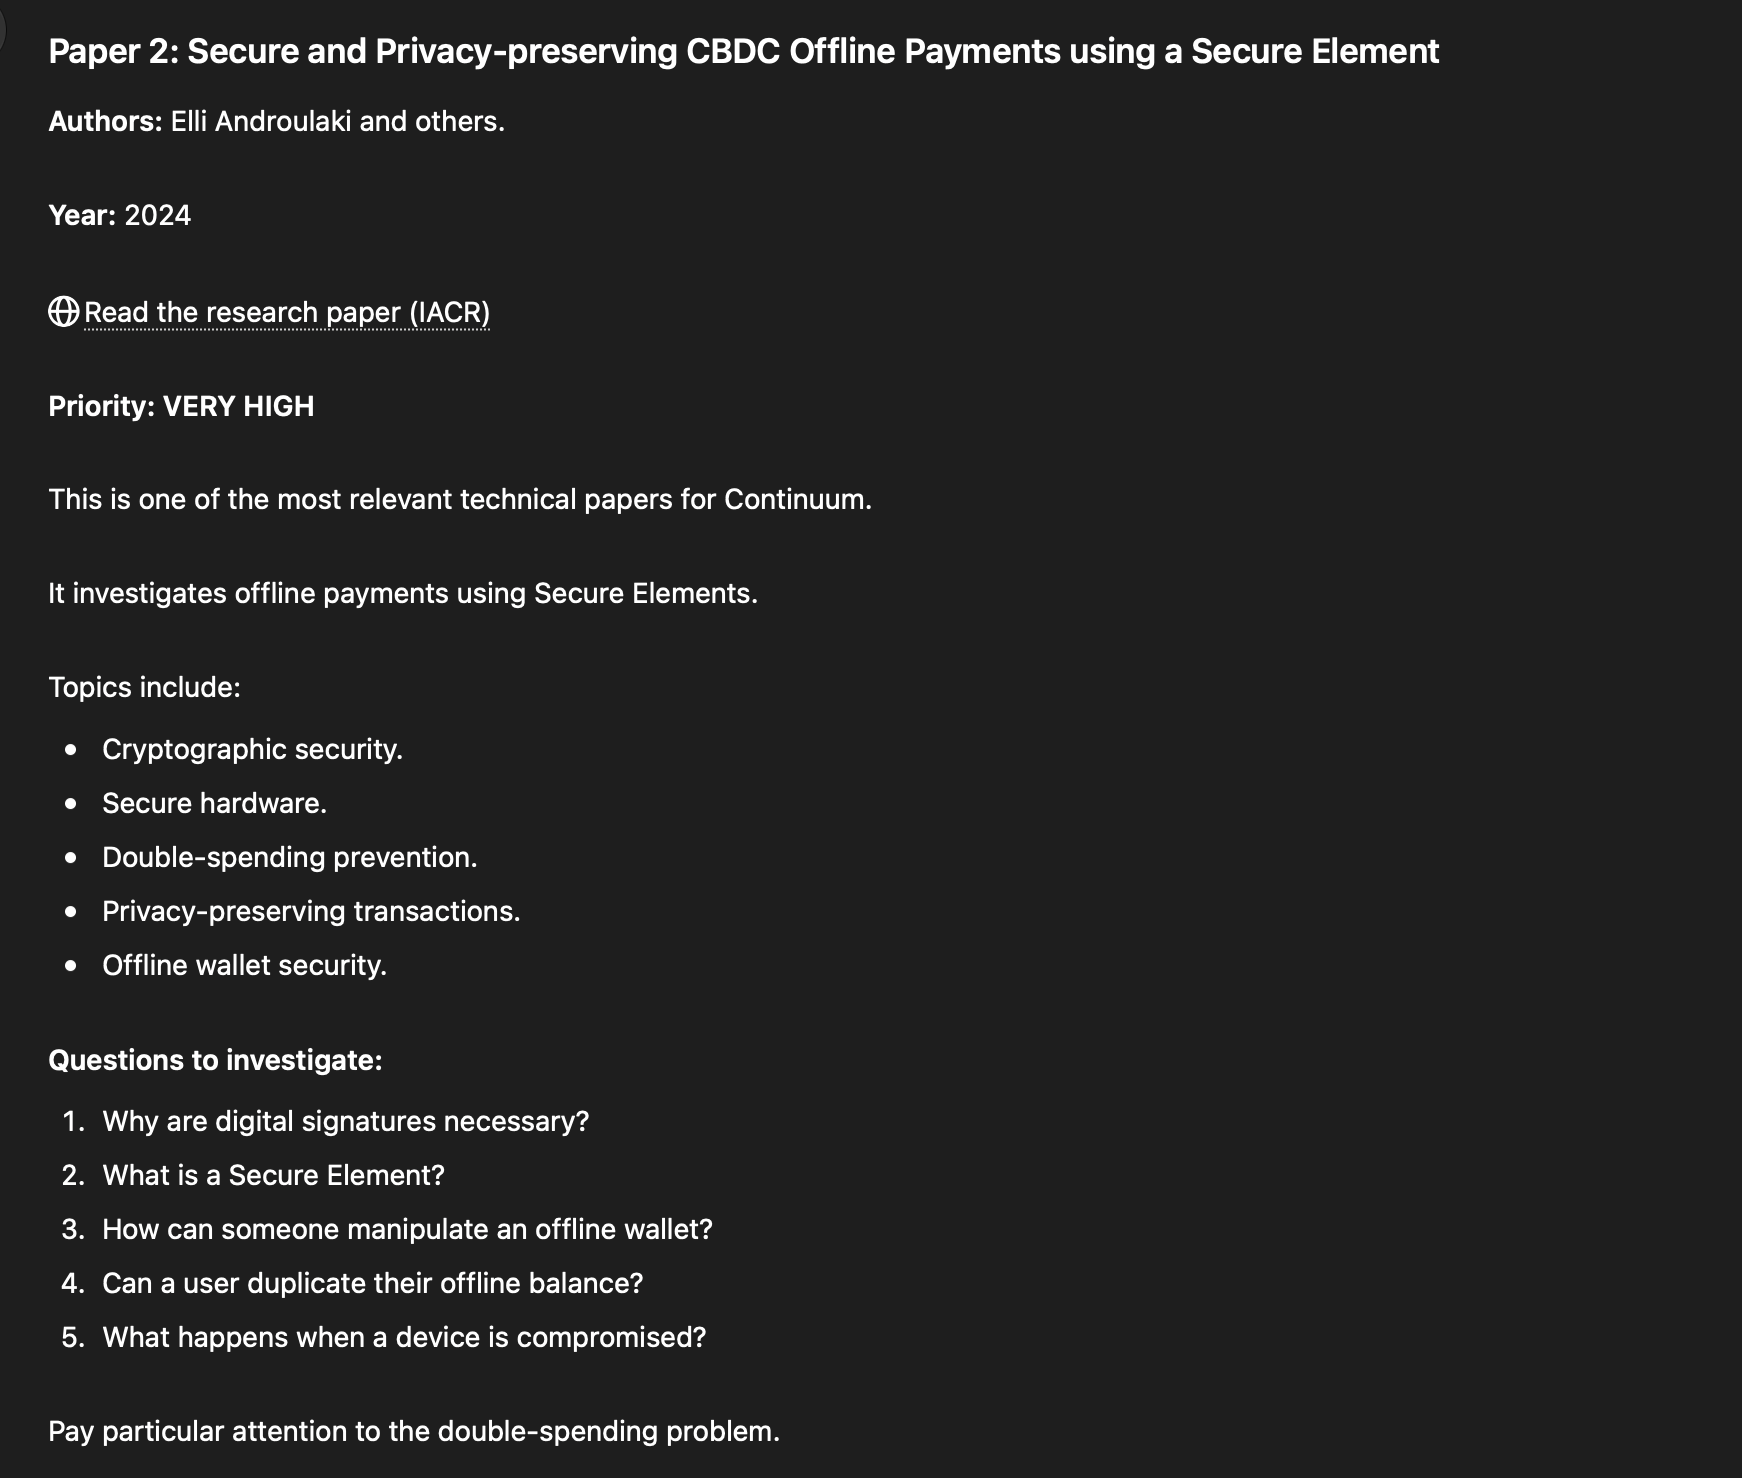 Paper 2: Secure and Privacy-preserving CBDC Offline Payments using a Secure Element
Authors: Elli Androulaki and others.
Year: 2024
Read the research paper (IACR)
Priority: VERY HIGH
This is one of the most relevant technical papers for Continuum.
It investigates offline payments using Secure Elements.
Topics include:
• Cryptographic security.
• Secure hardware.
• Double-spending prevention.
• Privacy-preserving transactions.
• Offline wallet security.
Questions to investigate:
1. Why are digital signatures necessary?
2. What is a Secure Element?
3. How can someone manipulate an offline wallet?
4. Can a user duplicate their offline balance?
5. What happens when a device is compromised?
Pay particular attention to the double-spending problem.